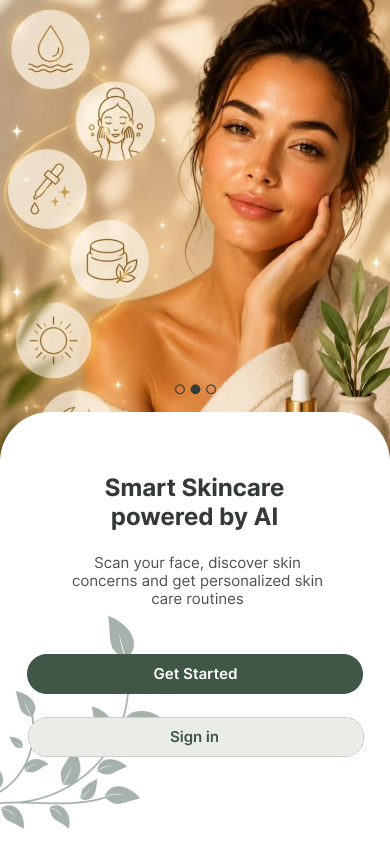 Smart Skincare
powered by AI
Scan your face, discover skin
concerns and get personalized skin
care routines
Get Started
Sign in